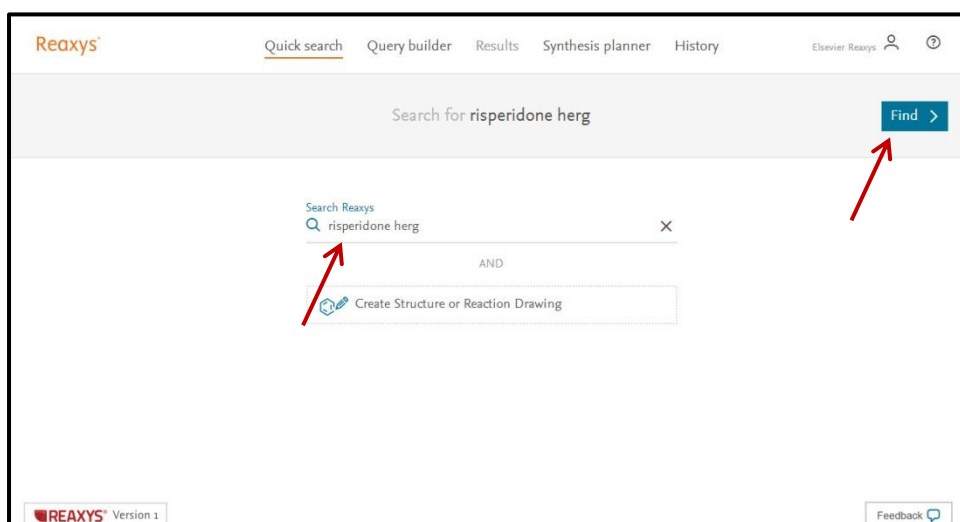 Reaxys®
Quick search Query builder Results Synthesis planner History
Elsevier Reaxys
Search for risperidone herg
Find
Search Reaxys
risperidone herg
AND
Create Structure or Reaction Drawing
REAXYS® Version 1
Feedback